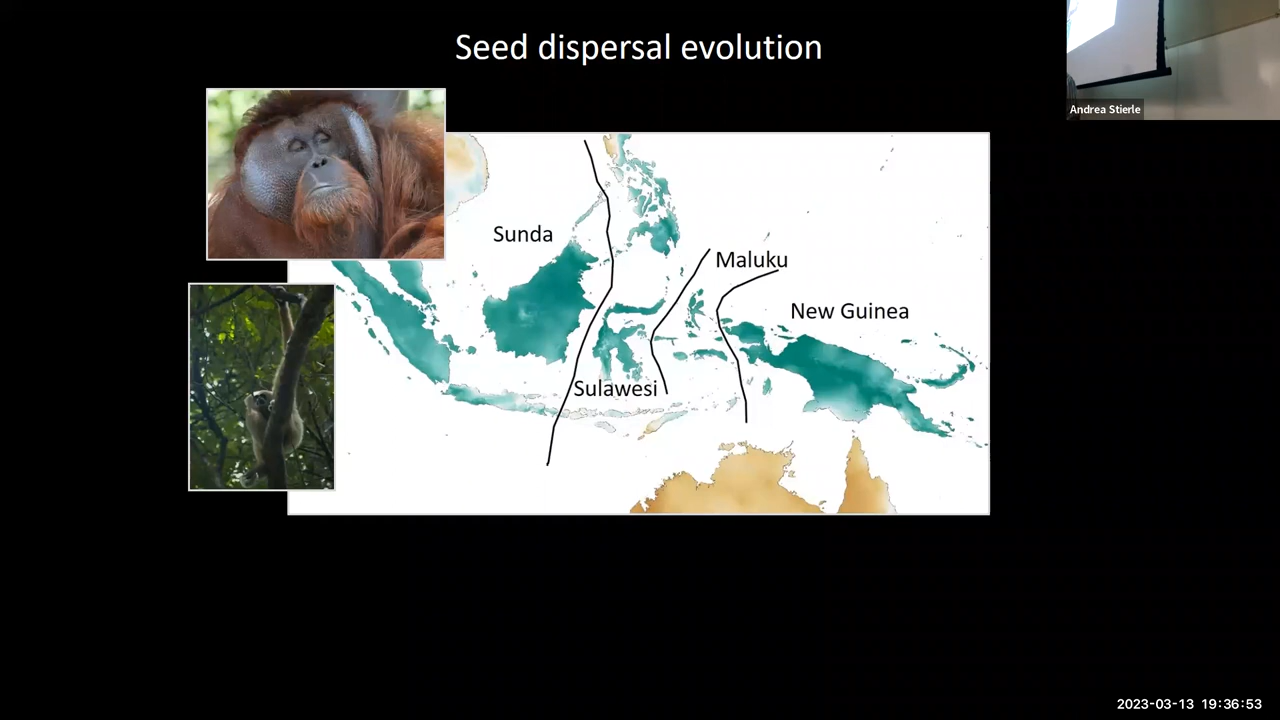 Seed dispersal evolution
Andrea Stierle
Sunda
Maluku
New Guinea
Sulawesi
2023-03-13 19:36:53